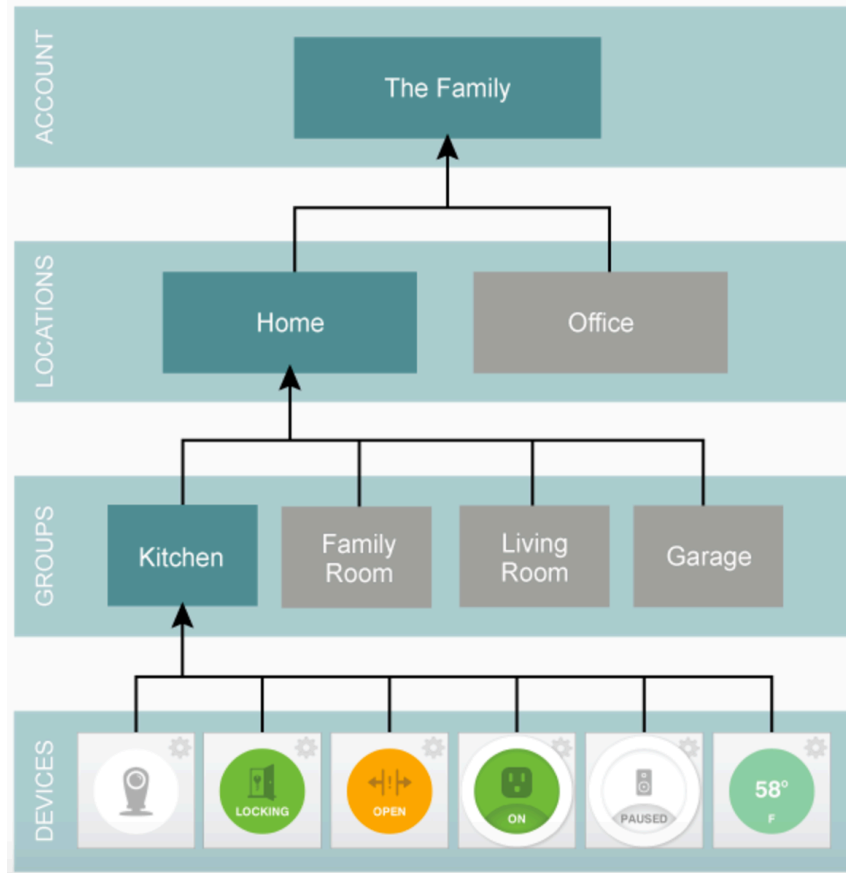 ACCOUNT
The Family
LOCATIONS
Home
Office
GROUPS
Kitchen
Family
Room
Living
Room
Garage
DEVICES
LOCKING
! 
OPEN
ON
PAUSED
58°
F